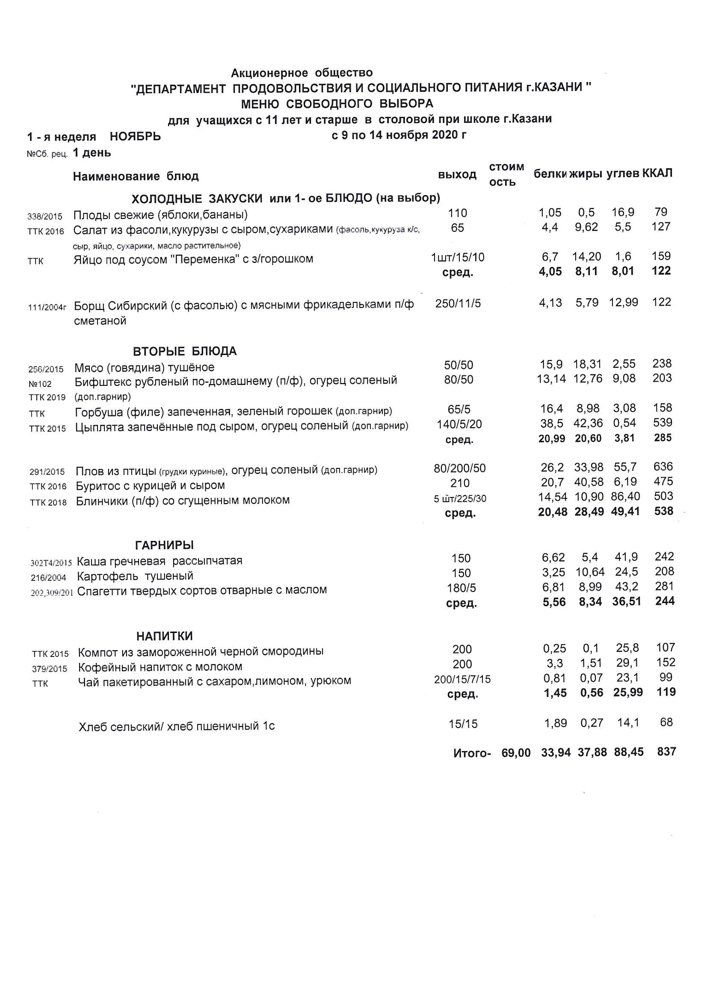 Акционерное общество
"ДЕПАРТАМЕНТ ПРОДОВОЛЬСТВИЯ И СОЦИАЛЬНОГО ПИТАНИЯ г.КАЗАНИ "
МЕНЮ СВОБОДНОГО ВЫБОРА
для учащихся с 11 лет и старше в столовой при школе г.Казани
1 - я неделя НОЯБРЬ с 9 по 14 ноября 2020 г
№Сб. рец. 1 день
Наименование блюд выход стоим ость белки жиры углев ККАЛ
ХОЛОДНЫЕ ЗАКУСКИ или 1- ое БЛЮДО (на выбор)
338/2015 Плоды свежие (яблоки,бананы) 110 1,05 0,5 16,9 79
ТТК 2016 Салат из фасоли,кукурузы с сыром,сухариками (фасоль,кукуруза к/с, 65 4,4 9,62 5,5 127
сыр, яйцо, сухарики, масло растительное)
ТТК Яйцо под соусом "Переменка" с з/горошком 1шт/15/10 6,7 14,20 1,6 159
сред. 4,05 8,11 8,01 122
111/2004г Борщ Сибирский (с фасолью) с мясными фрикадельками п/ф 250/11/5 4,13 5,79 12,99 122
сметаной
ВТОРЫЕ БЛЮДА
256/2015 Мясо (говядина) тушёное 50/50 15,9 18,31 2,55 238
№102 Бифштекс рубленый по-домашнему (п/ф), огурец соленый 80/50 13,14 12,76 9,08 203
ТТК 2019 (доп.гарнир)
ТТК Горбуша (филе) запеченная, зеленый горошек (доп.гарнир) 65/5 16,4 8,98 3,08 158
ТТК 2015 Цыплята запечённые под сыром, огурец соленый (доп.гарнир) 140/5/20 38,5 42,36 0,54 539
сред. 20,99 20,60 3,81 285
291/2015 Плов из птицы (грудки куриные), огурец соленый (доп.гарнир) 80/200/50 26,2 33,98 55,7 636
ТТК 2016 Буритос с курицей и сыром 210 20,7 40,58 6,19 475
ТТК 2018 Блинчики (п/ф) со сгущенным молоком 5 шт/225/30 14,54 10,90 86,40 503
сред. 20,48 28,49 49,41 538
ГАРНИРЫ
302Т4/2015 Каша гречневая рассыпчатая 150 6,62 5,4 41,9 242
216/2004 Картофель тушеный 150 3,25 10,64 24,5 208
202,309/201 Спагетти твердых сортов отварные с маслом 180/5 6,81 8,99 43,2 281
сред. 5,56 8,34 36,51 244
НАПИТКИ
ТТК 2015 Компот из замороженной черной смородины 200 0,25 0,1 25,8 107
379/2015 Кофейный напиток с молоком 200 3,3 1,51 29,1 152
ТТК Чай пакетированный с сахаром,лимоном, урюком 200/15/7/15 0,81 0,07 23,1 99
сред. 1,45 0,56 25,99 119
Хлеб сельский/ хлеб пшеничный 1с 15/15 1,89 0,27 14,1 68
Итого- 69,00 33,94 37,88 88,45 837